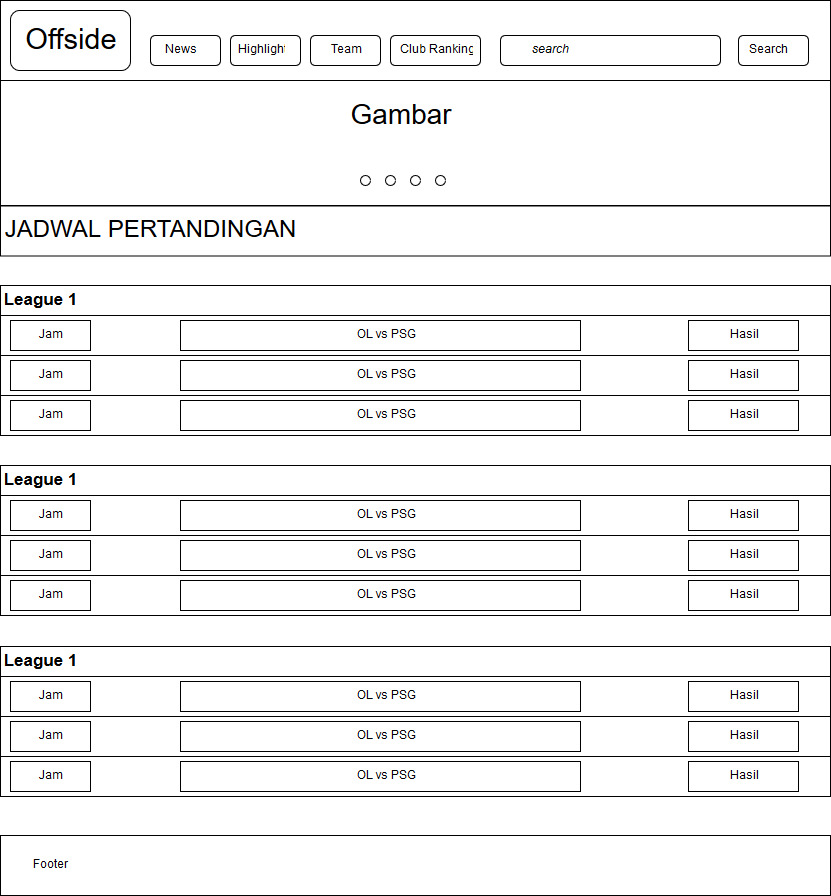 Offside
News Highligh Team Club Ranking search Search
Gambar
JADWAL PERTANDINGAN
League 1
Jam OL vs PSG Hasil
Jam OL vs PSG Hasil
Jam OL vs PSG Hasil
League 1
Jam OL vs PSG Hasil
Jam OL vs PSG Hasil
Jam OL vs PSG Hasil
League 1
Jam OL vs PSG Hasil
Jam OL vs PSG Hasil
Jam OL vs PSG Hasil
Footer